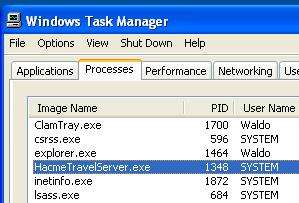 Windows Task Manager
File Options View Shut Down Help
Applications Processes Performance Networking
Image Name PID User Name
ClamTray.exe 1700 Waldo
csrss.exe 596 SYSTEM
explorer.exe 1464 Waldo
HacmeTravelServer.exe 1348 SYSTEM
inetinfo.exe 1872 SYSTEM
lsass.exe 684 SYSTEM